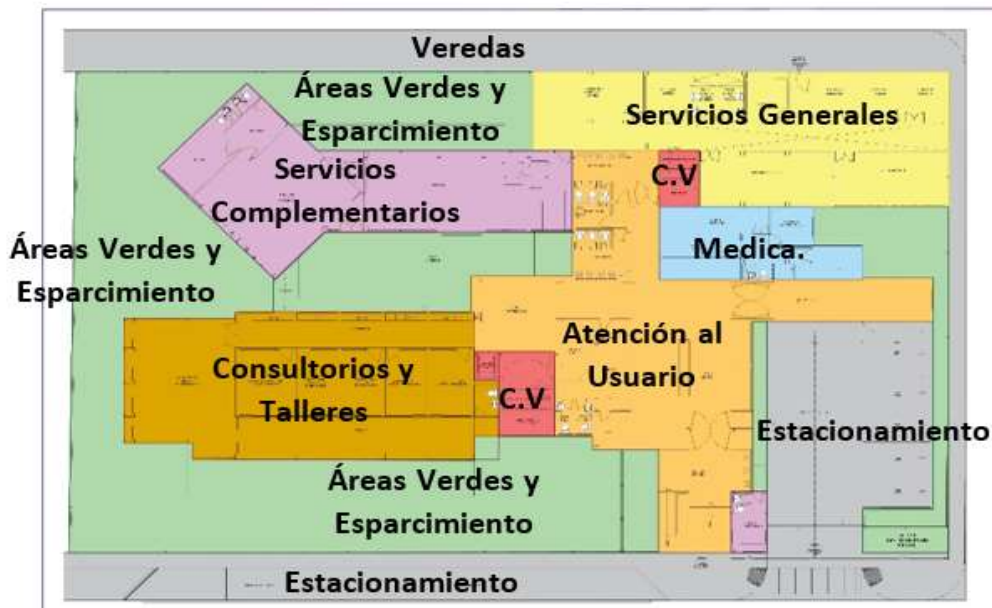 Veredas
Áreas Verdes y
Esparcimiento
Servicios Generales
Servicios
Complementarios
C.V
Medica.
Áreas Verdes y
Esparcimiento
Atención al
Usuario
Consultorios y
Talleres
C.V
Estacionamiento
Áreas Verdes y
Esparcimiento
Estacionamiento